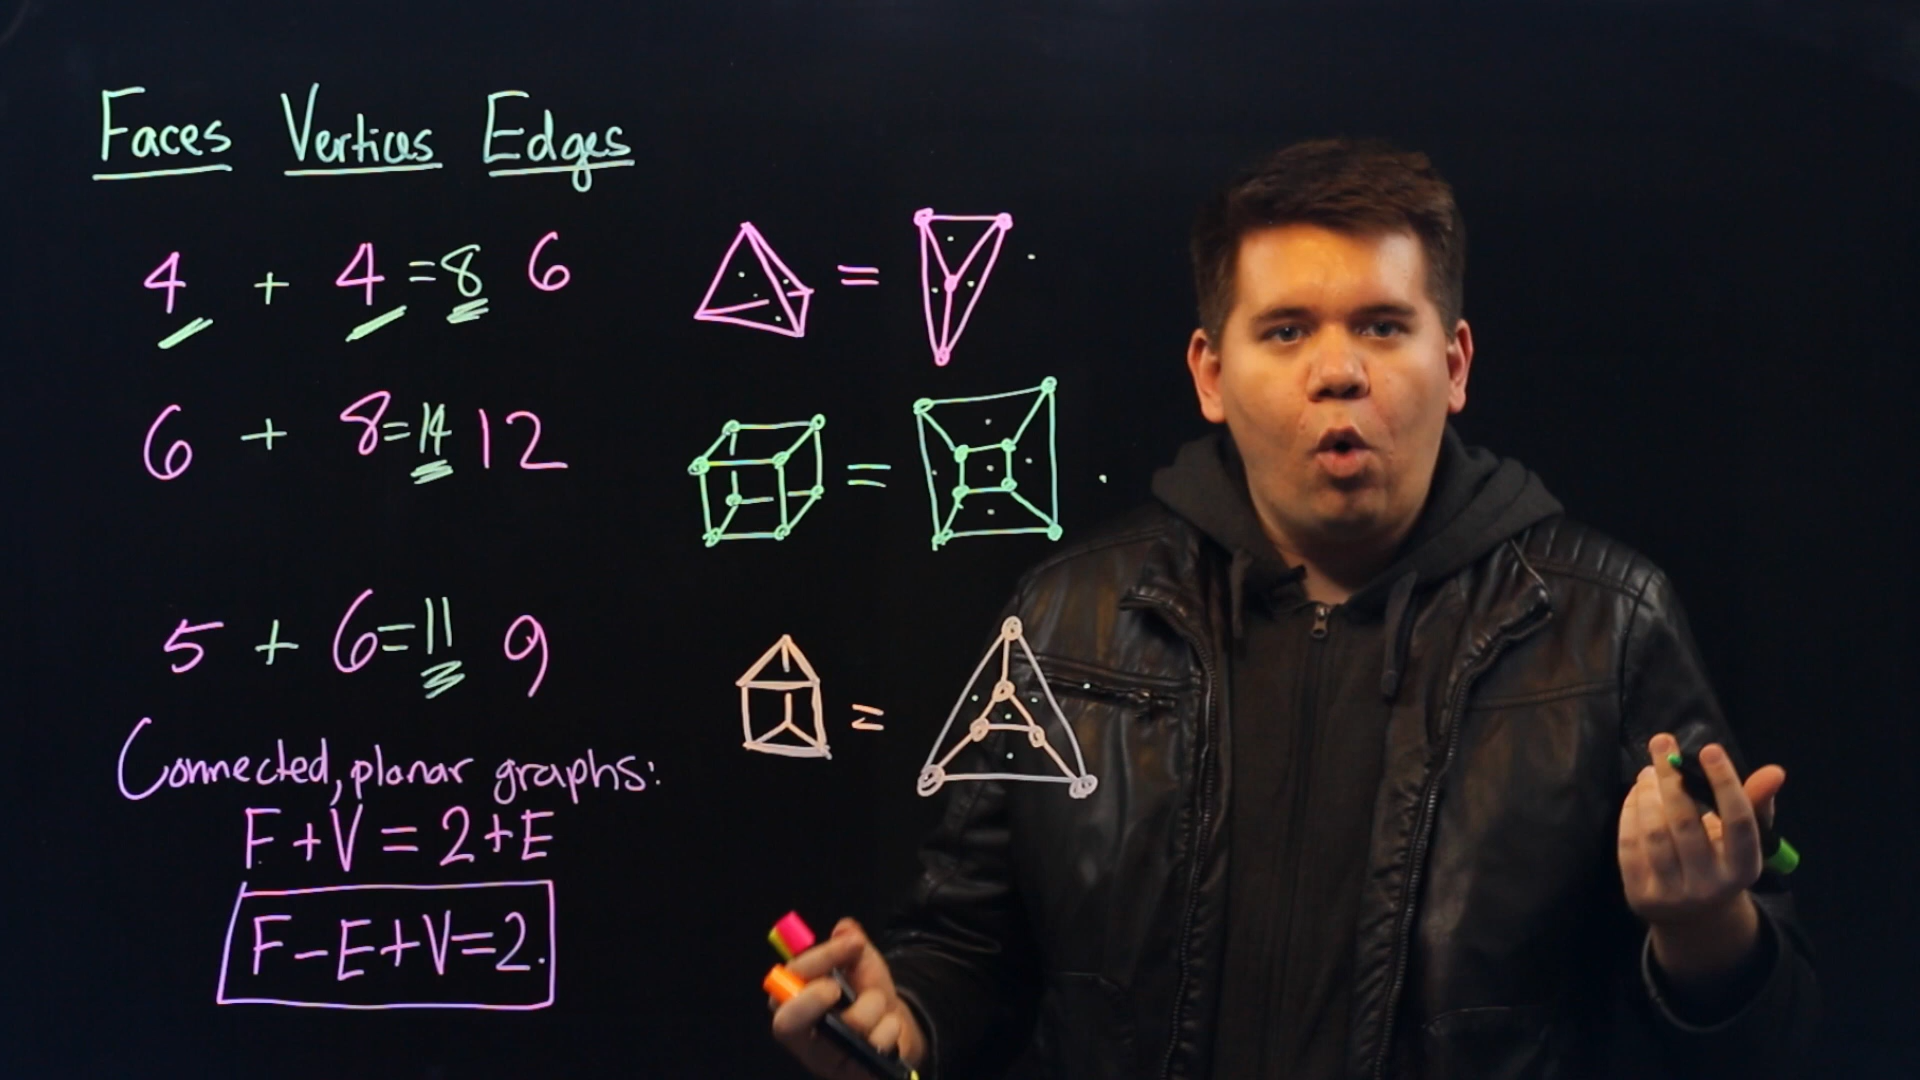 Faces Vertices Edges
4 + 4 = 8 6
=
6 + 8 = 14 12
=
5 + 6 = 11 9
=
Connected, planar graphs:
F + V = 2 + E
F - E + V = 2.